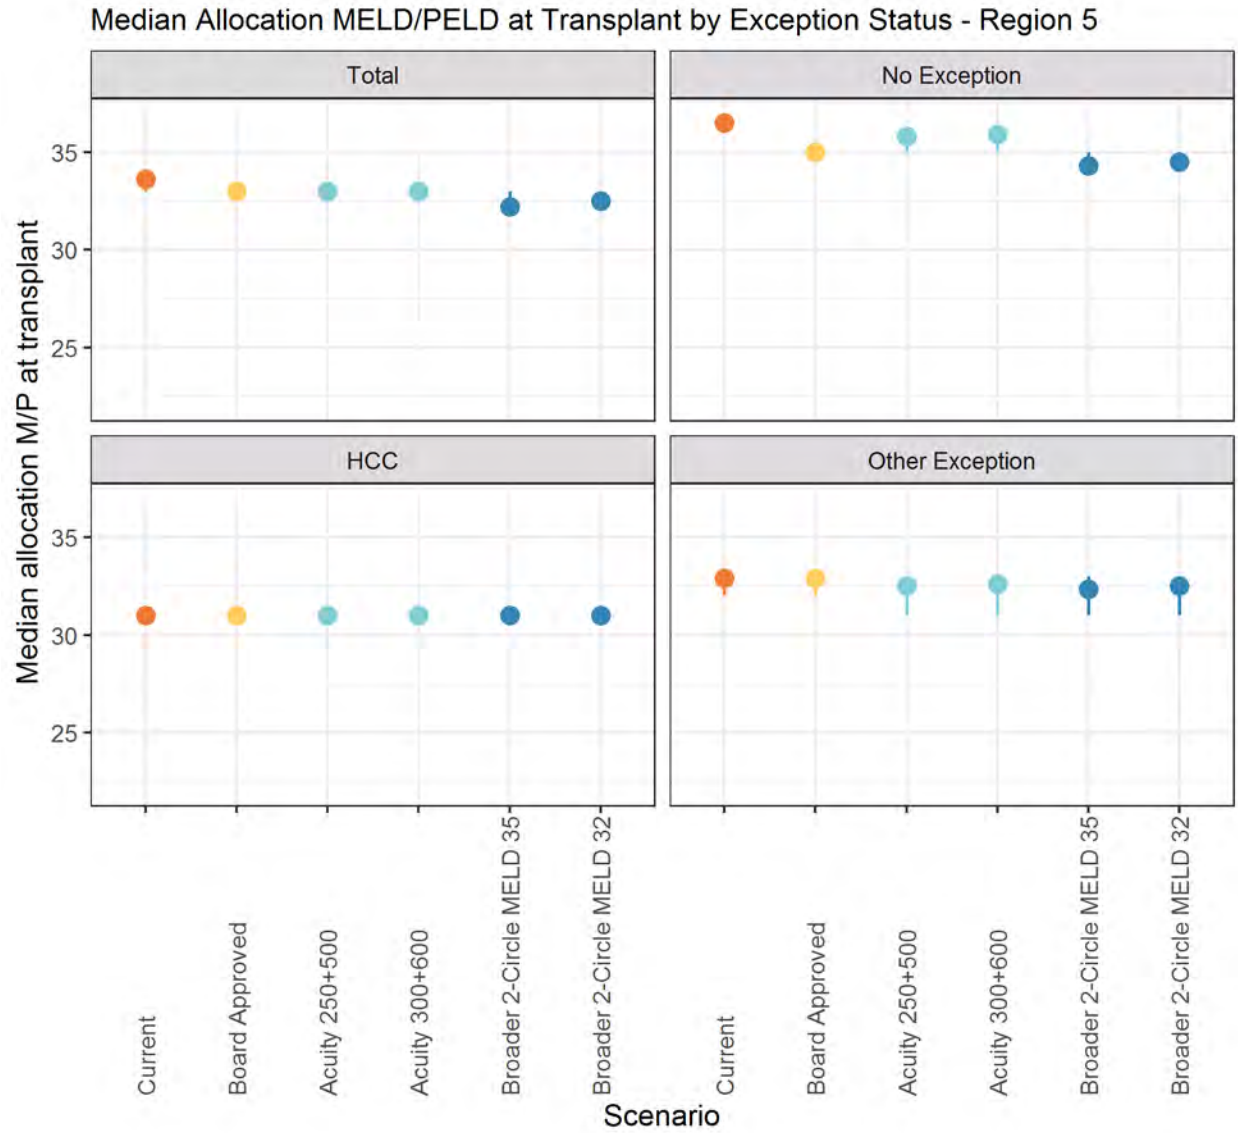 Median Allocation MELD/PELD at Transplant by Exception Status - Region 5
Total
No Exception
35
30
25
HCC
Other Exception
35
30
25
Median allocation M/P at transplant
Current
Board Approved
Acuity 250+500
Acuity 300+600
Broader 2-Circle MELD 35
Broader 2-Circle MELD 32
Current
Board Approved
Acuity 250+500
Acuity 300+600
Broader 2-Circle MELD 35
Broader 2-Circle MELD 32
Scenario